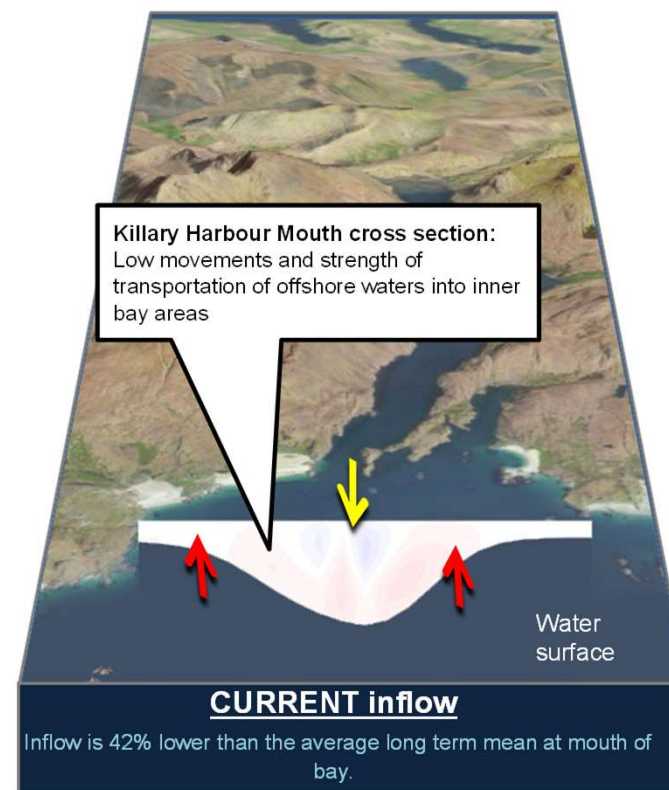 Killary Harbour Mouth cross section:
Low movements and strength of
transportation of offshore waters into inner
bay areas
Water
surface
CURRENT inflow
Inflow is 42% lower than the average long term mean at mouth of
bay.